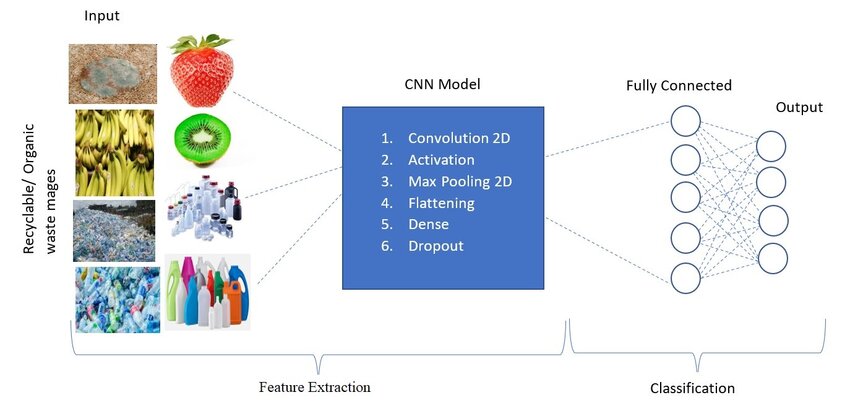 Input
Recyclable/ Organic
waste mages
CNN Model
1. Convolution 2D
2. Activation
3. Max Pooling 2D
4. Flattening
5. Dense
6. Dropout
Fully Connected
Output
Feature Extraction
Classification